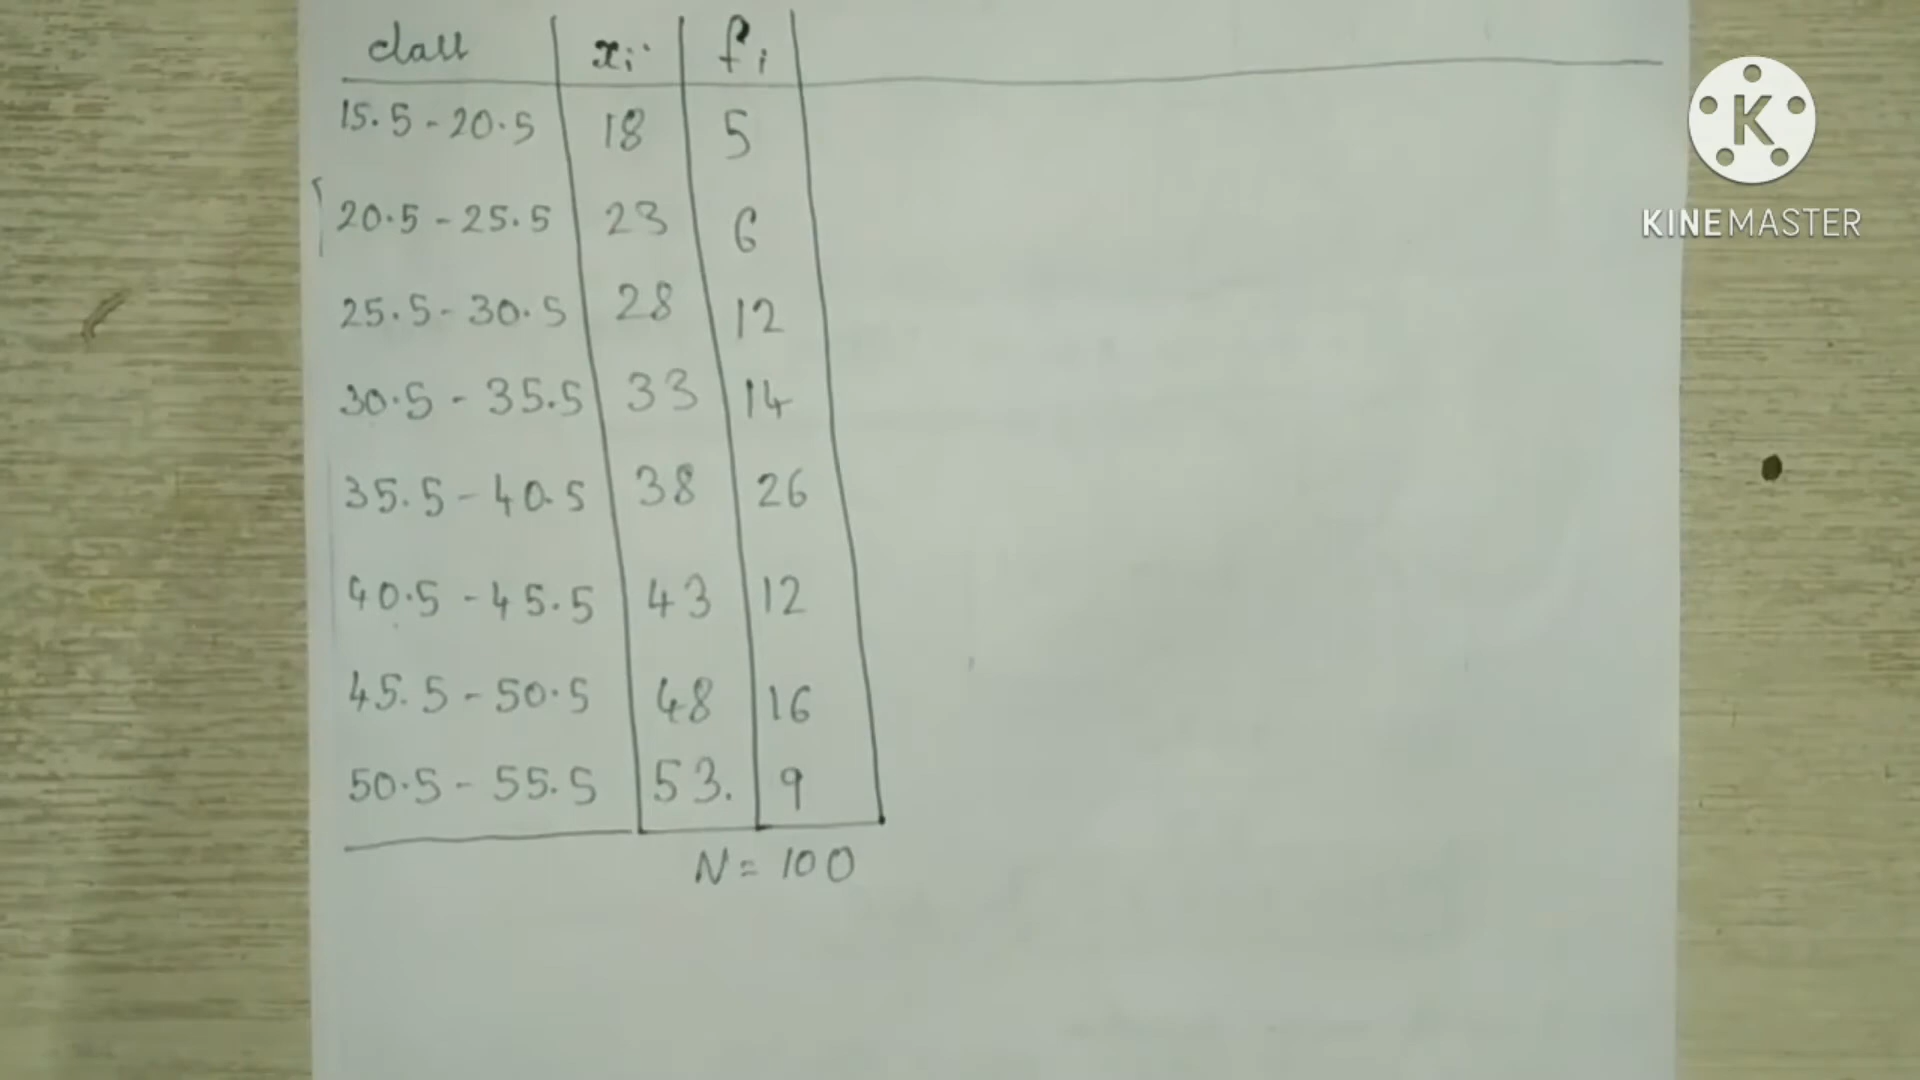 class xi fi
15.5 - 20.5 18 5
20.5 - 25.5 23 6
25.5 - 30.5 28 12
30.5 - 35.5 33 14
35.5 - 40.5 38 26
40.5 - 45.5 43 12
45.5 - 50.5 48 16
50.5 - 55.5 53. 9
N = 100
K
KINEMASTER